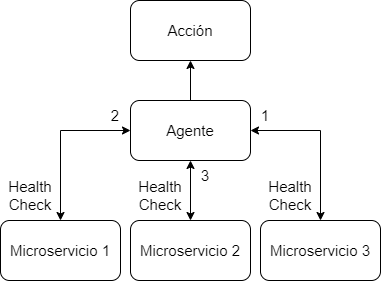 Acción
2
Agente
1
3
Health
Check
Health
Check
Health
Check
Microservicio 1
Microservicio 2
Microservicio 3